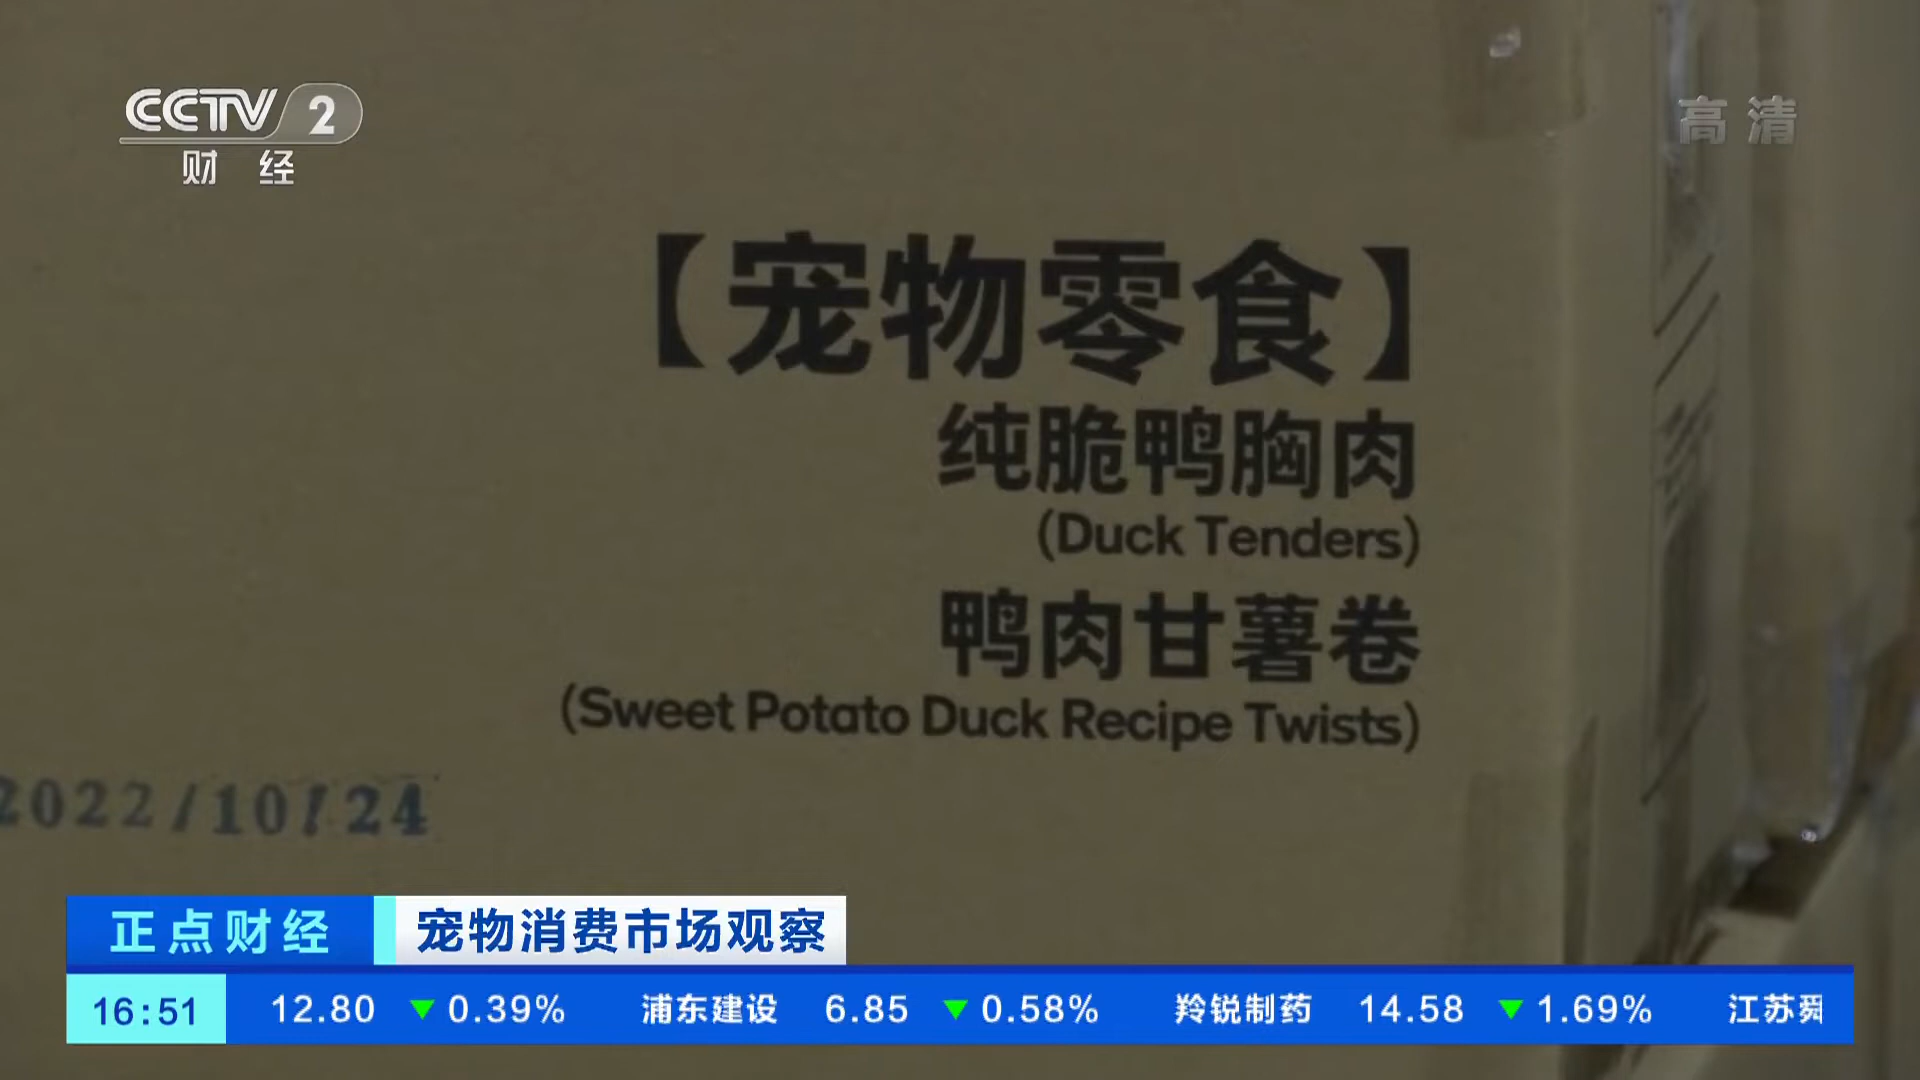 CCTV 2
财 经
高 清
【宠物零食】
纯脆鸭胸肉
(Duck Tenders)
鸭肉甘薯卷
(Sweet Potato Duck Recipe Twists)
2022/10/24
正点财经 宠物消费市场观察
16:51 12.80 ▼0.39% 浦东建设 6.85 ▼0.58% 羚锐制药 14.58 ▼1.69% 江苏舜